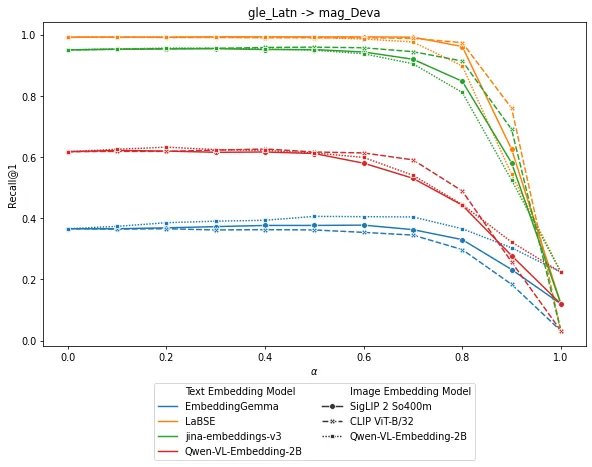 gle_Latn -> mag_Deva
Recall@1
1.0
0.8
0.6
0.4
0.2
0.0
0.0 0.2 0.4 0.6 0.8 1.0
α
Text Embedding Model Image Embedding Model
EmbeddingGemma SigLIP 2 So400m
LaBSE CLIP ViT-B/32
jina-embeddings-v3 Qwen-VL-Embedding-2B
Qwen-VL-Embedding-2B